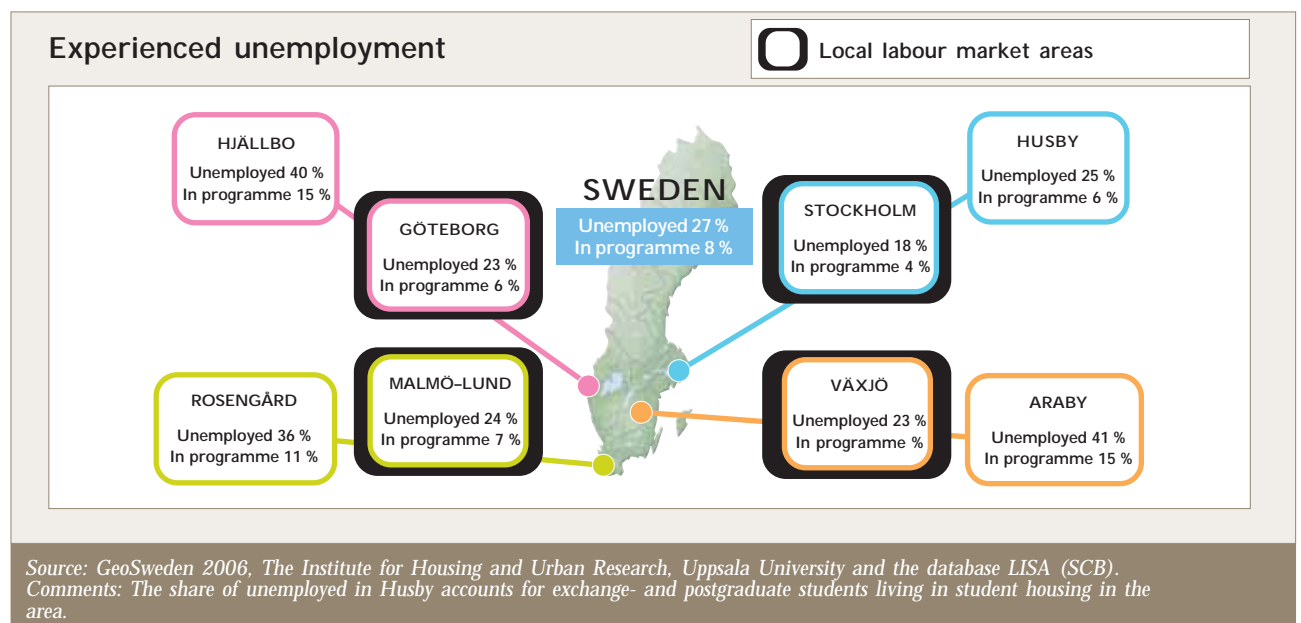 Experienced unemployment
Local labour market areas
HJÄLLBO
Unemployed 40 %
In programme 15 %
GÖTEBORG
Unemployed 23 %
In programme 6 %
SWEDEN
Unemployed 27 %
In programme 8 %
STOCKHOLM
Unemployed 18 %
In programme 4 %
HUSBY
Unemployed 25 %
In programme 6 %
ROSENGÅRD
Unemployed 36 %
In programme 11 %
MALMÖ–LUND
Unemployed 24 %
In programme 7 %
VÄXJÖ
Unemployed 23 %
In programme %
ARABY
Unemployed 41 %
In programme 15 %
Source: GeoSweden 2006, The Institute for Housing and Urban Research, Uppsala University and the database LISA (SCB).
Comments: The share of unemployed in Husby accounts for exchange- and postgraduate students living in student housing in the
area.